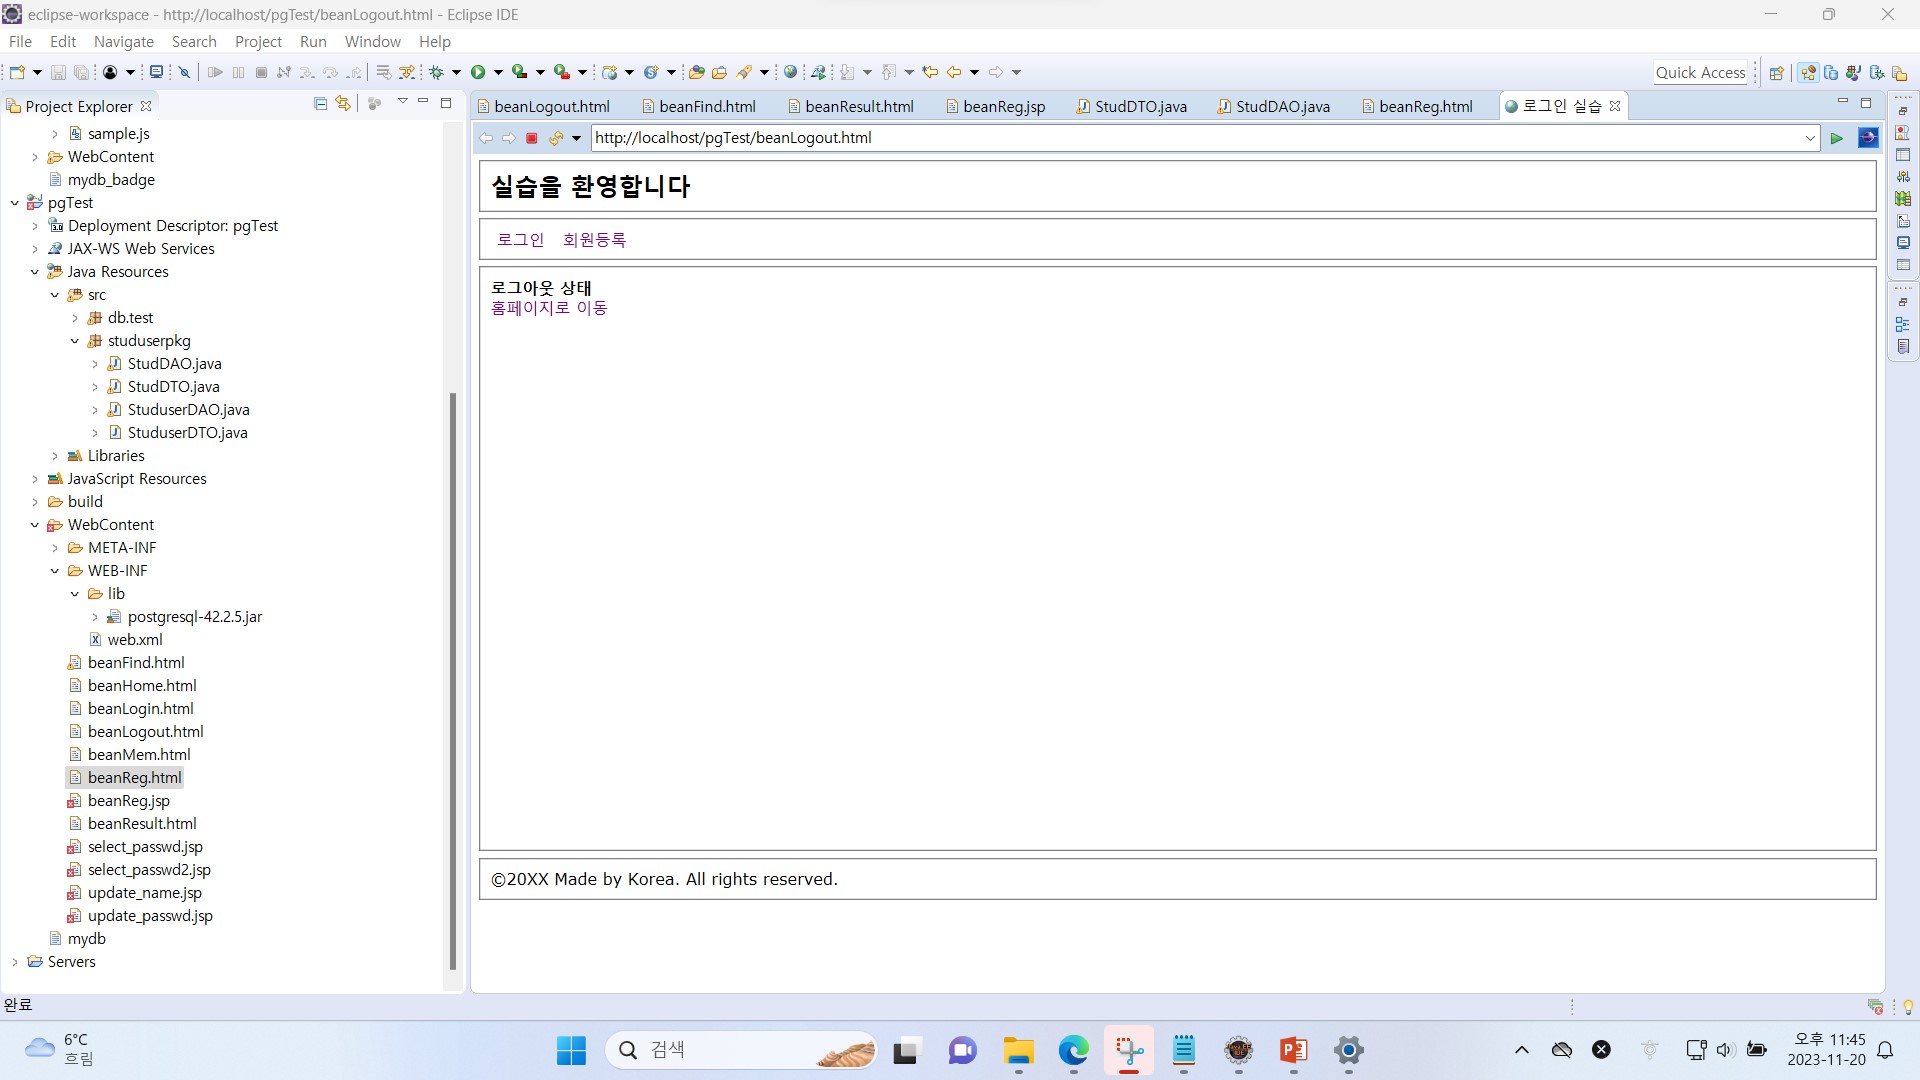 eclipse-workspace - http://localhost/pgTest/beanLogout.html - Eclipse IDE
File Edit Navigate Search Project Run Window Help
Quick Access
Project Explorer
sample.js
WebContent
mydb_badge
pgTest
Deployment Descriptor: pgTest
JAX-WS Web Services
Java Resources
src
db.test
studuserpkg
StudDAO.java
StudDTO.java
StuduserDAO.java
StuduserDTO.java
Libraries
JavaScript Resources
build
WebContent
META-INF
WEB-INF
lib
postgresql-42.2.5.jar
web.xml
beanFind.html
beanHome.html
beanLogin.html
beanLogout.html
beanMem.html
beanReg.html
beanReg.jsp
beanResult.html
select_passwd.jsp
select_passwd2.jsp
update_name.jsp
update_passwd.jsp
mydb
Servers
beanLogout.html beanFind.html beanResult.html beanReg.jsp StudDTO.java StudDAO.java beanReg.html 로그인 실습
http://localhost/pgTest/beanLogout.html
실습을 환영합니다
로그인 회원등록
로그아웃 상태
홈페이지로 이동
©20XX Made by Korea. All rights reserved.
완료
6°C
흐림
검색
오후 11:45
2023-11-20